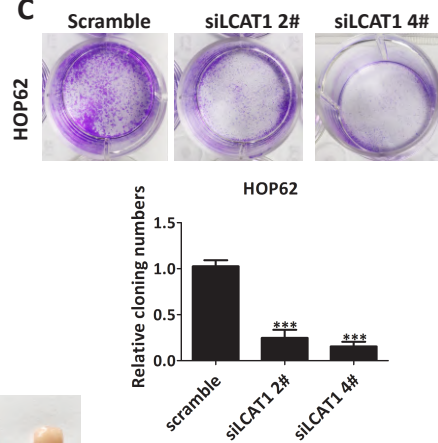 C
Scramble siLCAT1 2# siLCAT1 4#
HOP62
HOP62
Relative cloning numbers
1.5
1.0
0.5
0.0
***
***
scramble siLCAT1 2# siLCAT1 4#